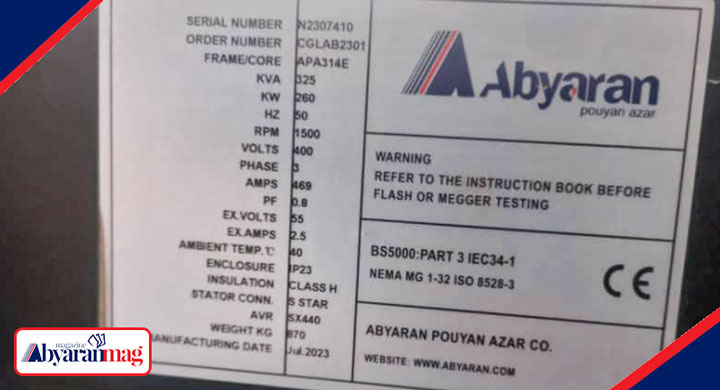 SERIAL NUMBER N2307410
ORDER NUMBER CGLAB2301
FRAME/CORE APA314E
KVA 325
KW 260
HZ 50
RPM 1500
VOLTS 400
PHASE 3
AMPS 469
PF 0.8
EX.VOLTS 55
EX.AMPS 2.5
AMBIENT TEMP.℃ 40
ENCLOSURE IP23
INSULATION CLASS H
STATOR CONN. S STAR
AVR SX440
WEIGHT KG 870
MANUFACTURING DATE Jul.2023
Abyaran
pouyan azar
WARNING
REFER TO THE INSTRUCTION BOOK BEFORE
FLASH OR MEGGER TESTING
BS5000:PART 3 IEC34-1
NEMA MG 1-32 ISO 8528-3
CE
ABYARAN POUYAN AZAR CO.
WEBSITE: WWW.ABYARAN.COM
magazine
Abyaranmag